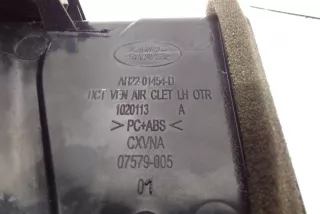 LAND-
ROVER
AH22-01454-D
DCT VEN AIR CLET LH OTR
1020113 A
>PC+ABS<
CXVNA
07579-005
01